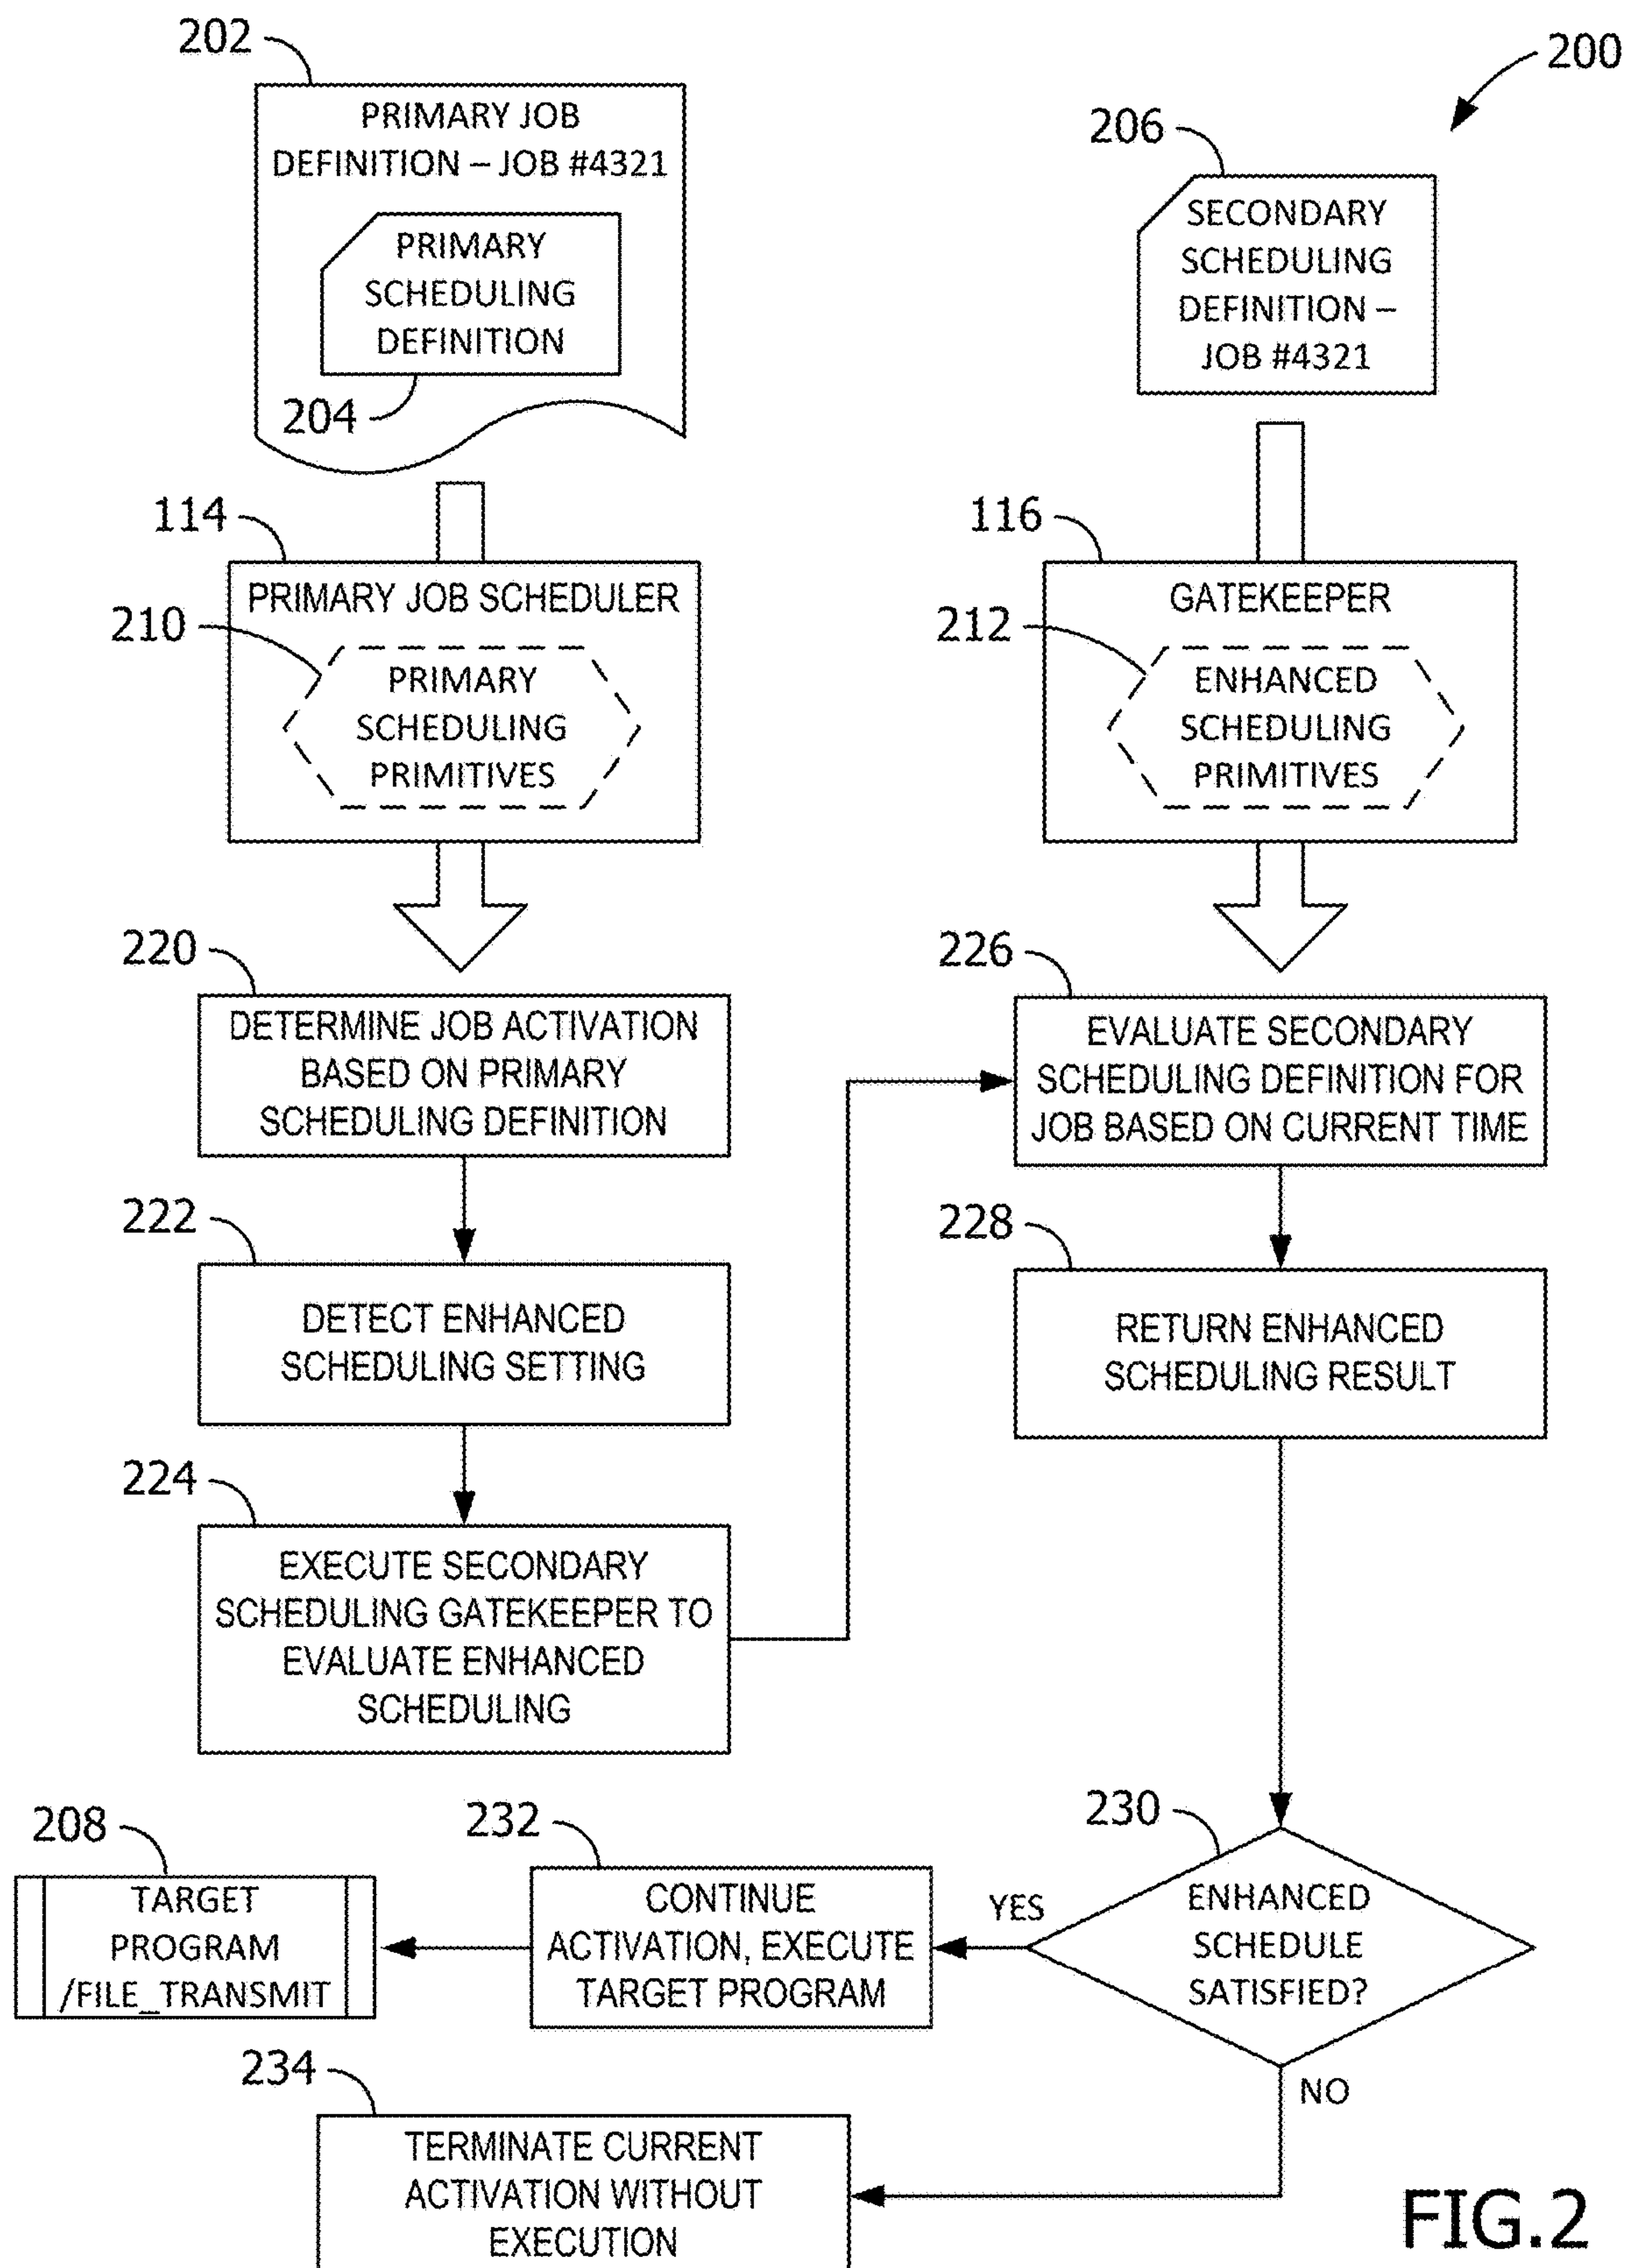 202
PRIMARY JOB
DEFINITION – JOB #4321
PRIMARY
SCHEDULING
DEFINITION
204
200
206
SECONDARY
SCHEDULING
DEFINITION –
JOB #4321
114
PRIMARY JOB SCHEDULER
210
PRIMARY
SCHEDULING
PRIMITIVES
116
GATEKEEPER
212
ENHANCED
SCHEDULING
PRIMITIVES
220
DETERMINE JOB ACTIVATION
BASED ON PRIMARY
SCHEDULING DEFINITION
222
DETECT ENHANCED
SCHEDULING SETTING
224
EXECUTE SECONDARY
SCHEDULING GATEKEEPER TO
EVALUATE ENHANCED
SCHEDULING
226
EVALUATE SECONDARY
SCHEDULING DEFINITION FOR
JOB BASED ON CURRENT TIME
228
RETURN ENHANCED
SCHEDULING RESULT
230
ENHANCED
SCHEDULE
SATISFIED?
YES
232
CONTINUE
ACTIVATION, EXECUTE
TARGET PROGRAM
208
TARGET
PROGRAM
/FILE_TRANSMIT
NO
234
TERMINATE CURRENT
ACTIVATION WITHOUT
EXECUTION
FIG.2